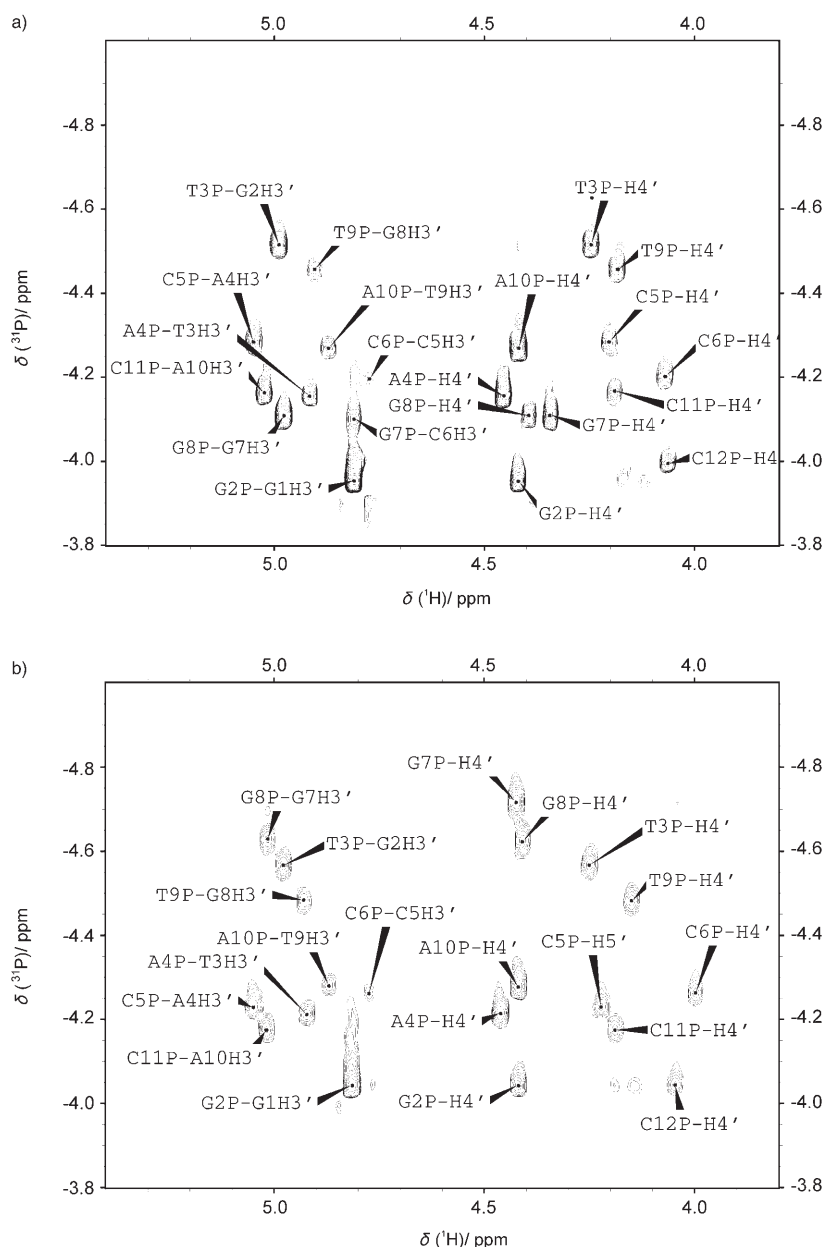 a)
5.0 4.5 4.0
-4.8 -4.8
T3P-G2H3′ T3P-H4′
-4.6 -4.6
T9P-G8H3′ T9P-H4′
C5P-A4H3′ A10P-T9H3′ A10P-H4′ C5P-H4′
-4.4 -4.4
A4P-T3H3′ C6P-C5H3′ C6P-H4′
C11P-A10H3′ A4P-H4′
-4.2 -4.2
G8P-H4′ C11P-H4′
G8P-G7H3′ G7P-C6H3′ G7P-H4′
-4.0 -4.0
G2P-G1H3′ C12P-H4
G2P-H4′
-3.8 -3.8
5.0 4.5 4.0
δ (³¹P)/ ppm
δ (¹H)/ ppm
b)
5.0 4.5 4.0
-4.8 -4.8
G7P-H4′
G8P-G7H3′ G8P-H4′
T3P-G2H3′ T3P-H4′
-4.6 -4.6
T9P-G8H3′ T9P-H4′
C6P-C5H3′
A10P-T9H3′ A10P-H4′ C5P-H5′ C6P-H4′
-4.4 -4.4
A4P-T3H3′
C5P-A4H3′ A4P-H4′ C11P-H4′
-4.2 -4.2
C11P-A10H3′
G2P-G1H3′ G2P-H4′
-4.0 -4.0
C12P-H4′
-3.8 -3.8
5.0 4.5 4.0
δ (³¹P)/ ppm
δ (¹H)/ ppm